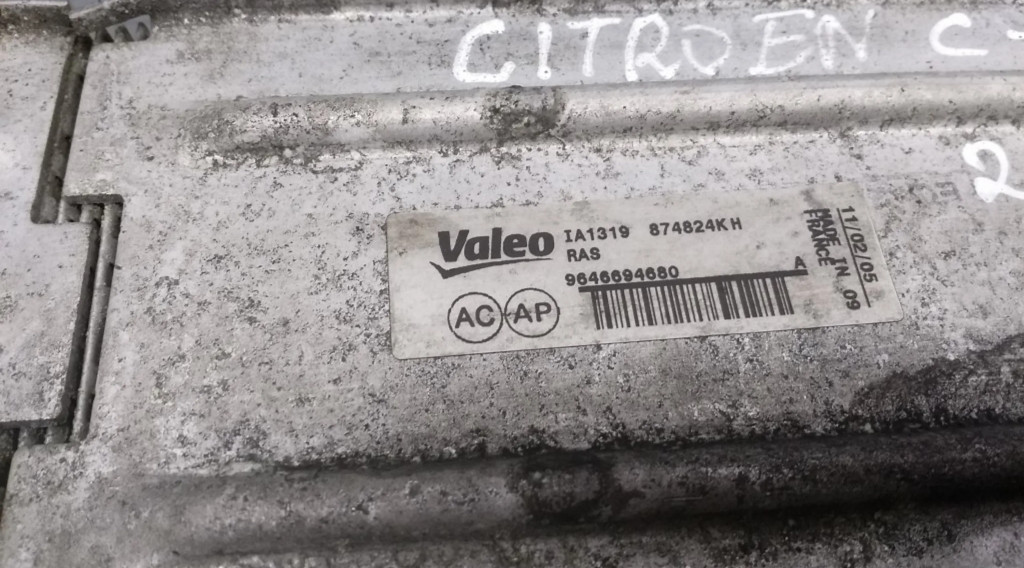 CITROEN C-
2
Valeo
IA1319 874824KH
RAS
9646694680 A
AC AP
11/02/05
MADE IN
FRANCE 09